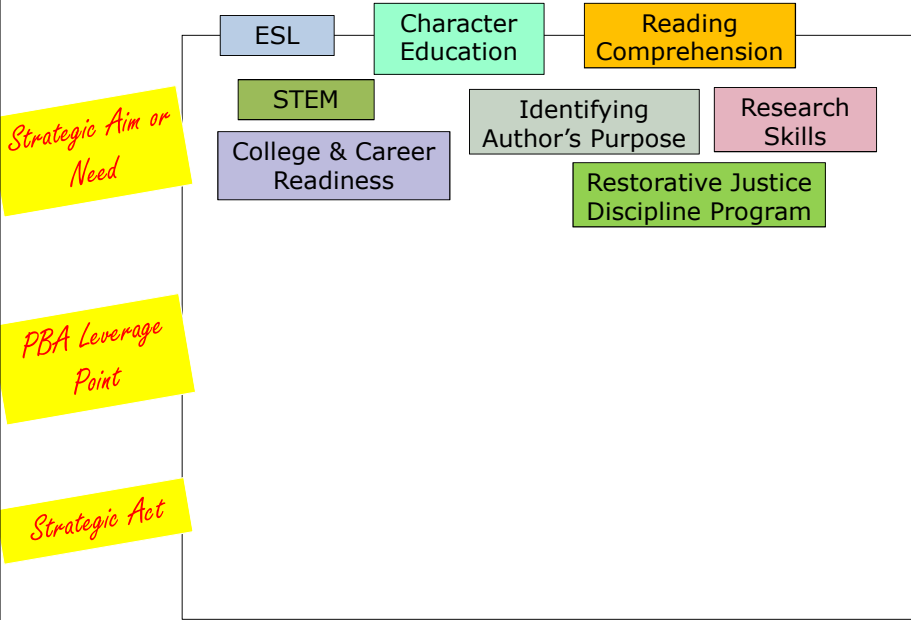 ESL
Character
Education
Reading
Comprehension
Strategic Aim or
Need
STEM
Identifying
Author's Purpose
Research
Skills
College & Career
Readiness
Restorative Justice
Discipline Program
PBA Leverage
Point
Strategic Act